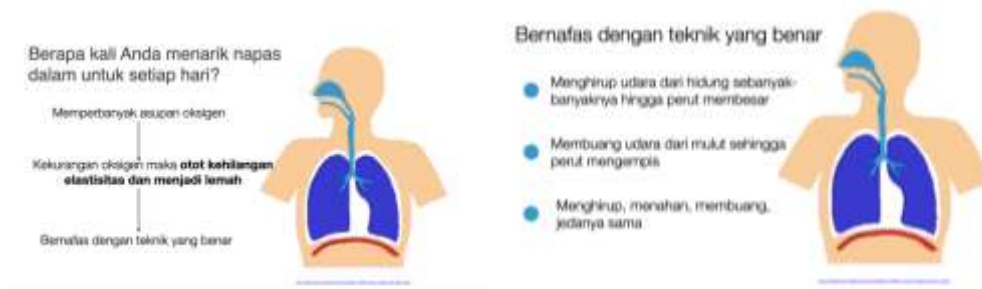 Berapa kali Anda menarik napas
dalam untuk setiap hari?
Memperbanyak asupan oksigen
Kekurangan oksigen maka otot kehilangan
elastisitas dan menjadi lemah
Bernafas dengan teknik yang benar
Bernafas dengan teknik yang benar
Menghirup udara dari hidung sebanyak-
banyaknya hingga perut membesar
Membuang udara dari mulut sehingga
perut mengempis
Menghirup, menahan, membuang,
jedanya sama